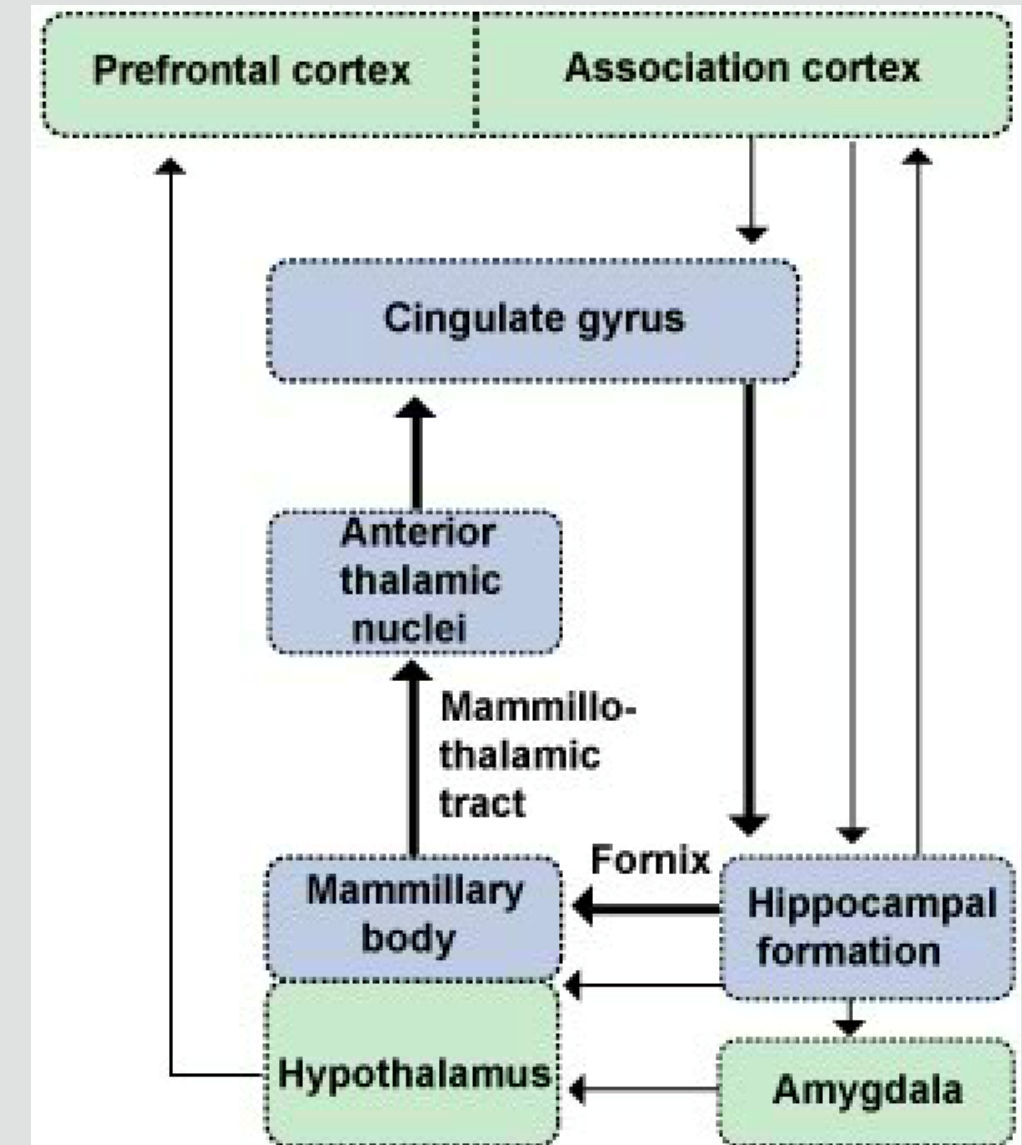 Prefrontal cortex
Association cortex
Cingulate gyrus
Anterior
thalamic
nuclei
Mammillo-
thalamic
tract
Fornix
Mammillary
body
Hippocampal
formation
Hypothalamus
Amygdala